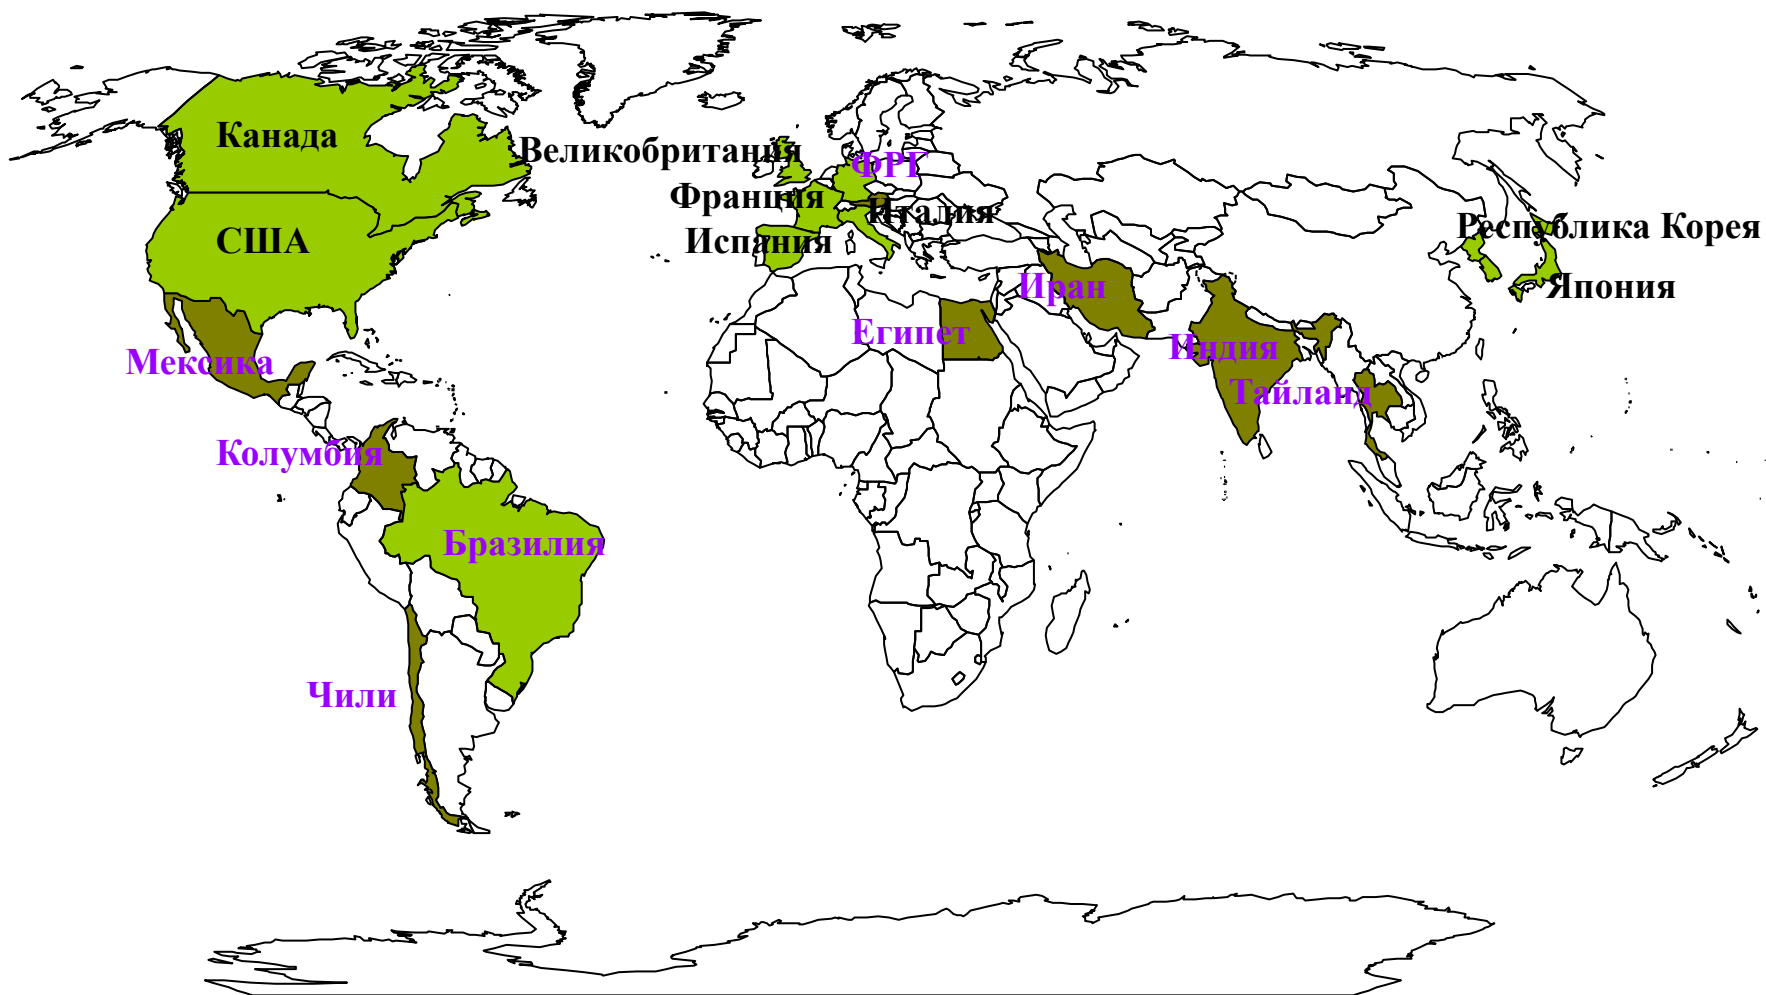 Канада
Великобритания
ФРГ
Франция
Италия
США
Испания
Республика Корея
Япония
Иран
Египет
Индия
Мексика
Тайланд
Колумбия
Бразилия
Чили